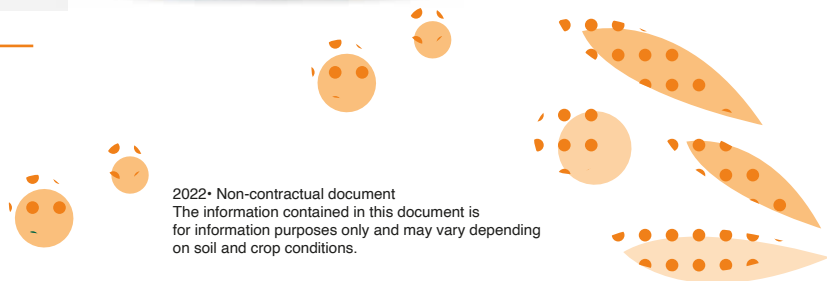 2022• Non-contractual document
The information contained in this document is
for information purposes only and may vary depending
on soil and crop conditions.